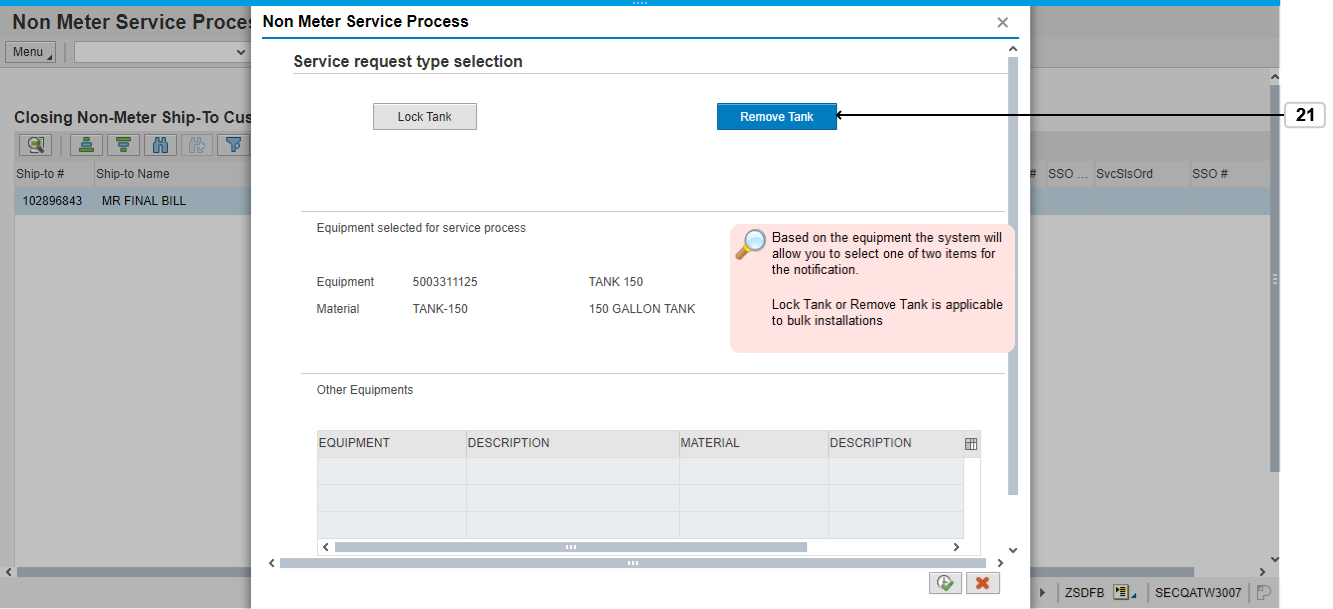 Non Meter Service Proces
Non Meter Service Process
Menu
Service request type selection
Lock Tank
Remove Tank
21
Closing Non-Meter Ship-To Cus
Ship-to #
Ship-to Name
# SSO ... SvcSlsOrd SSO #
102896843 MR FINAL BILL
Equipment selected for service process
Equipment 5003311125 TANK 150
Material TANK-150 150 GALLON TANK
Based on the equipment the system will
allow you to select one of two items for
the notification.
Lock Tank or Remove Tank is applicable
to bulk installations
Other Equipments
EQUIPMENT DESCRIPTION MATERIAL DESCRIPTION
ZSDFB SECQATW3007